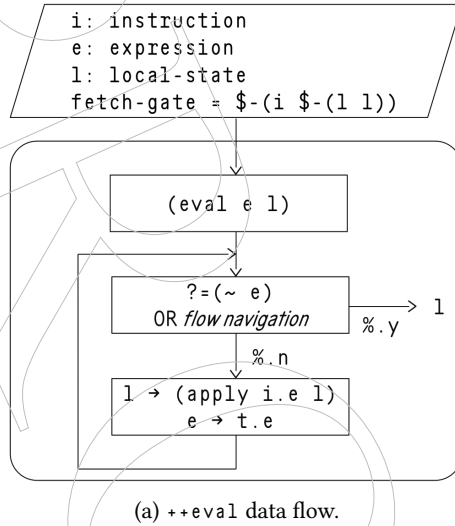 i: instruction
e: expression
l: local-state
fetch-gate = $-(i $-(l l))
(eval e l)
?=(~ e)
OR flow navigation
l
%.y
%.n
l → (apply i.e l)
e → t.e
(a) ++eval data flow.